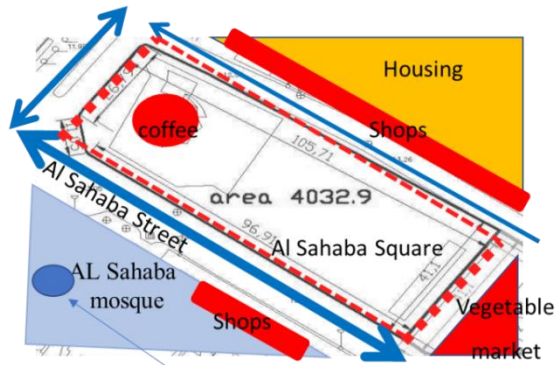 Housing
Shops
coffee
105,71
area 4032.9
96,91
Al Sahaba Street
Al Sahaba Square
AL Sahaba
mosque
Shops
Vegetable
market